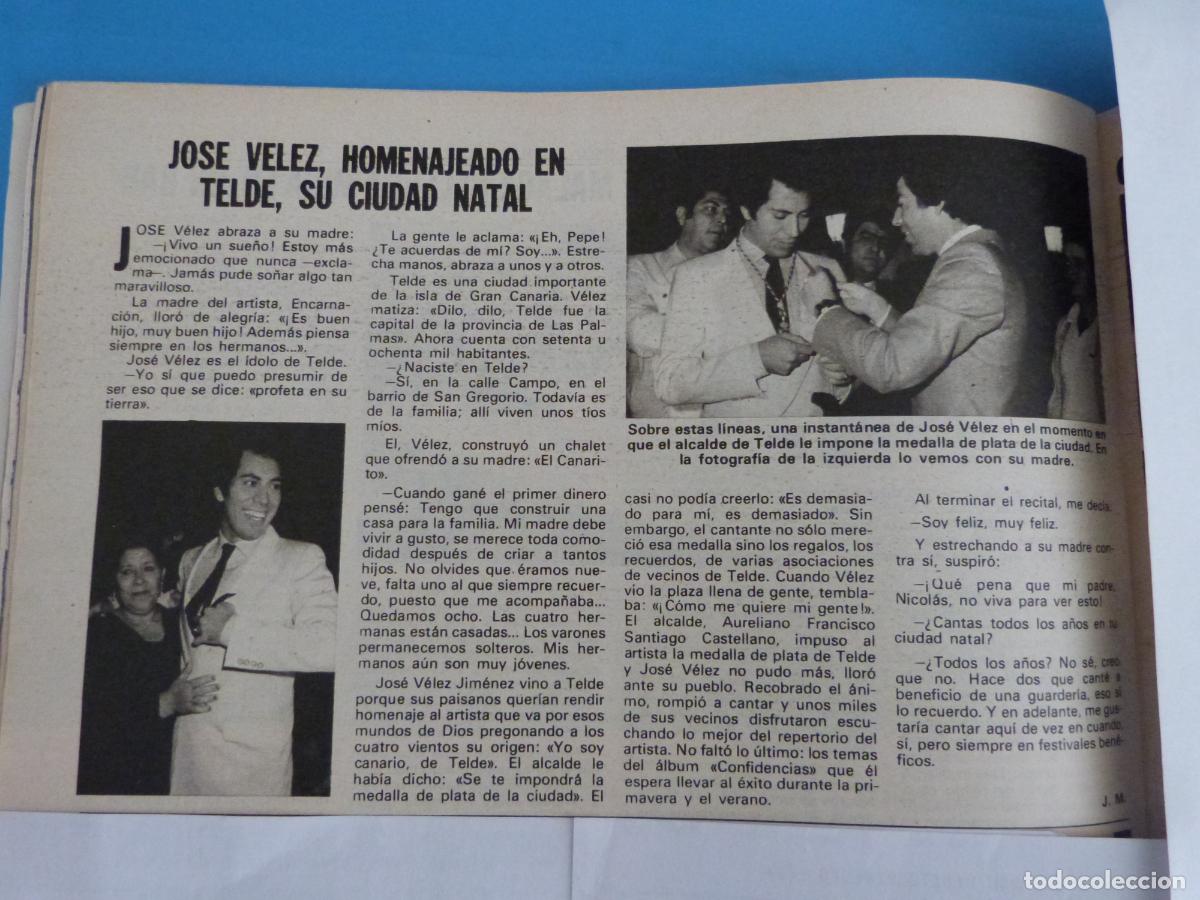 JOSE VELEZ, HOMENAJEADO EN
TELDE, SU CIUDAD NATAL
JOSE Vélez abraza a su madre:
—¡Vivo un sueño! Estoy más
emocionado que nunca —excla-
ma—. Jamás pude soñar algo tan
maravilloso.
La madre del artista, Encarna-
ción, lloró de alegría: «¡Es buen
hijo, muy buen hijo! Además piensa
siempre en los hermanos...».
José Vélez es el ídolo de Telde.
—Yo sí que puedo presumir de
ser eso que se dice: «profeta en su
tierra».
La gente le aclama: «¡Eh, Pepe!
¿Te acuerdas de mí? Soy...». Estre-
cha manos, abraza a unos y a otros.
Telde es una ciudad importante
de la isla de Gran Canaria. Vélez
matiza: «Dilo, dilo, Telde fue la
capital de la provincia de Las Pal-
mas». Ahora cuenta con setenta u
ochenta mil habitantes.
—¿Naciste en Telde?
—Sí, en la calle Campo, en el
barrio de San Gregorio. Todavía es
de la familia; allí viven unos tíos
míos.
El, Vélez, construyó un chalet
que ofrendó a su madre: «El Canari-
to».
—Cuando gané el primer dinero
pensé: Tengo que construir una
casa para la familia. Mi madre debe
vivir a gusto, se merece toda como-
didad después de criar a tantos
hijos. No olvides que éramos nue-
ve, falta uno al que siempre recuer-
do, puesto que me acompañaba...
Quedamos ocho. Las cuatro her-
manas están casadas... Los varones
permanecemos solteros. Mis her-
manos aún son muy jóvenes.
José Vélez Jiménez vino a Telde
porque sus paisanos querían rendir
homenaje al artista que va por esos
mundos de Dios pregonando a los
cuatro vientos su origen: «Yo soy
canario, de Telde». El alcalde le
había dicho: «Se te impondrá la
medalla de plata de la ciudad». El
Sobre estas líneas, una instantánea de José Vélez en el momento en
que el alcalde de Telde le impone la medalla de plata de la ciudad. En
la fotografía de la izquierda lo vemos con su madre.
casi no podía creerlo: «Es demasia-
do para mí, es demasiado». Sin
embargo, el cantante no sólo mere-
ció esa medalla sino los regalos, los
recuerdos, de varias asociaciones
de vecinos de Telde. Cuando Vélez
vio la plaza llena de gente, tembla-
ba: «¡Cómo me quiere mi gente!».
El alcalde, Aureliano Francisco
Santiago Castellano, impuso al
artista la medalla de plata de Telde
y José Vélez no pudo más, lloró
ante su pueblo. Recobrado el áni-
mo, rompió a cantar y unos miles
de sus vecinos disfrutaron escu-
chando lo mejor del repertorio del
artista. No faltó lo último: los temas
del álbum «Confidencias» que él
espera llevar al éxito durante la pri-
mavera y el verano.
Al terminar el recital, me decía.
—Soy feliz, muy feliz.
Y estrechando a su madre con-
tra sí, suspiró:
—¡Qué pena que mi padre,
Nicolás, no viva para ver esto!
—¿Cantas todos los años en tu
ciudad natal?
—¿Todos los años? No sé, creo
que no. Hace dos que canté a
beneficio de una guardería, eso sí
lo recuerdo. Y en adelante, me gus-
taría cantar aquí de vez en cuando,
sí, pero siempre en festivales bené-
ficos.
J. M.
todocoleccion